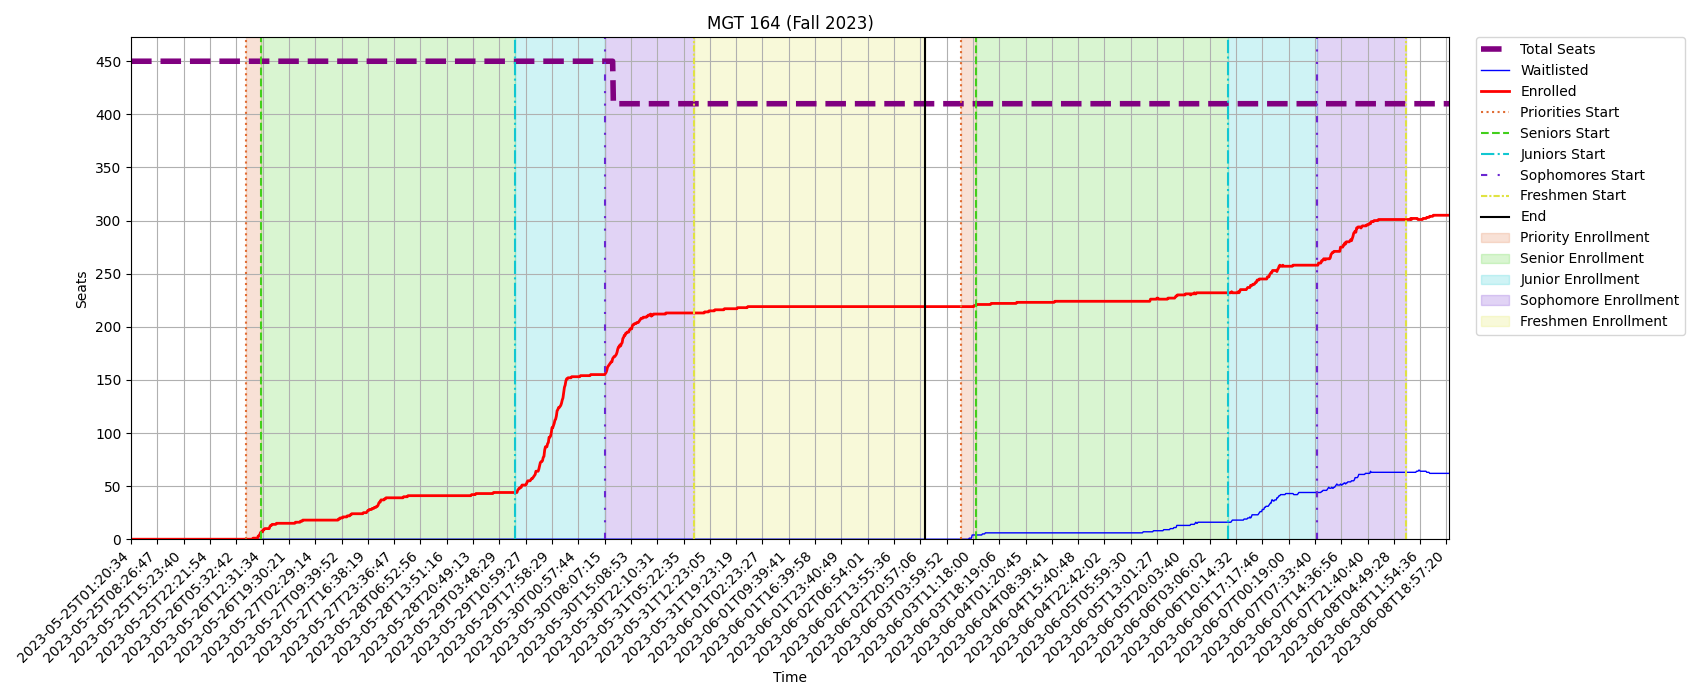 MGT 164 (Fall 2023)
Seats
450
400
350
300
250
200
150
100
50
0
2023-05-25T01:20:34
2023-05-25T08:26:47
2023-05-25T15:23:40
2023-05-25T22:21:54
2023-05-26T05:32:42
2023-05-26T12:31:34
2023-05-26T19:30:21
2023-05-27T02:29:14
2023-05-27T09:39:52
2023-05-27T16:38:19
2023-05-27T23:36:47
2023-05-28T06:52:56
2023-05-28T13:51:16
2023-05-28T20:49:13
2023-05-29T03:48:29
2023-05-29T10:59:27
2023-05-29T17:58:29
2023-05-30T00:57:44
2023-05-30T08:07:15
2023-05-30T15:08:53
2023-05-30T22:10:31
2023-05-31T05:22:35
2023-05-31T12:23:05
2023-05-31T19:23:19
2023-06-01T02:23:27
2023-06-01T09:39:41
2023-06-01T16:39:58
2023-06-01T23:40:49
2023-06-02T06:54:01
2023-06-02T13:55:36
2023-06-02T20:57:06
2023-06-03T03:59:52
2023-06-03T11:18:00
2023-06-03T18:19:06
2023-06-04T01:20:45
2023-06-04T08:39:41
2023-06-04T15:40:48
2023-06-04T22:42:02
2023-06-05T05:59:30
2023-06-05T13:01:27
2023-06-05T20:03:40
2023-06-06T03:06:02
2023-06-06T10:14:32
2023-06-06T17:17:46
2023-06-07T00:19:00
2023-06-07T07:33:40
2023-06-07T14:36:56
2023-06-07T21:40:40
2023-06-08T04:49:28
2023-06-08T11:54:36
2023-06-08T18:57:20
Time
Total Seats
Waitlisted
Enrolled
Priorities Start
Seniors Start
Juniors Start
Sophomores Start
Freshmen Start
End
Priority Enrollment
Senior Enrollment
Junior Enrollment
Sophomore Enrollment
Freshmen Enrollment